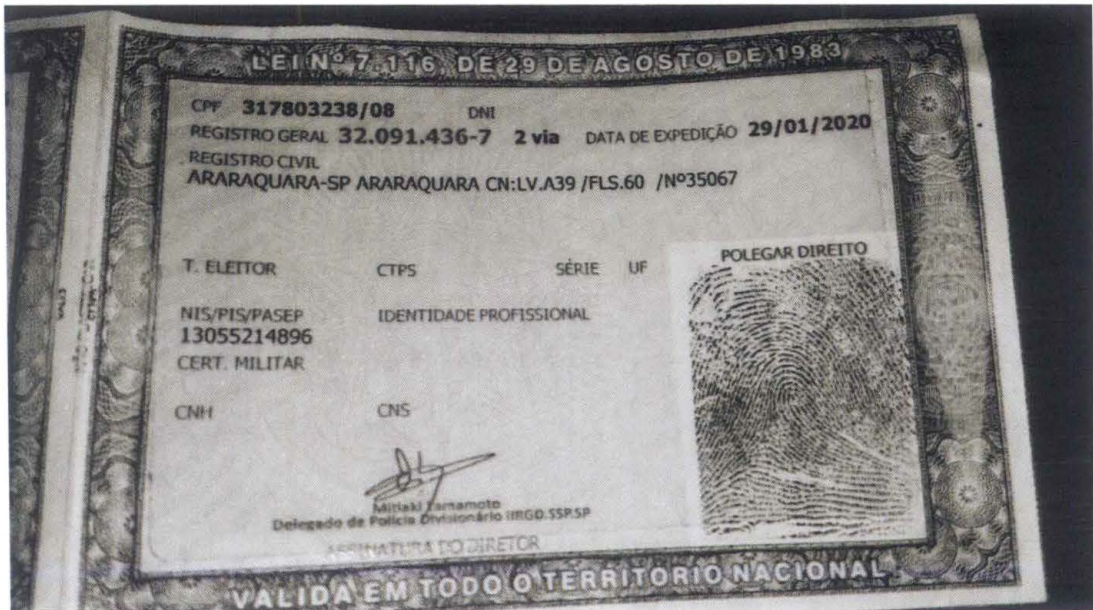 LEI Nº 7.116, DE 29 DE AGOSTO DE 1983
CPF 317803238/08 DNI
REGISTRO GERAL 32.091.436-7 2 via DATA DE EXPEDIÇÃO 29/01/2020
REGISTRO CIVIL
ARARAQUARA-SP ARARAQUARA CN:LV.A39 /FLS.60 /Nº35067
POLEGAR DIREITO
T. ELEITOR CTPS SÉRIE UF
NIS/PIS/PASEP IDENTIDADE PROFISSIONAL
13055214896
CERT. MILITAR
CNH CNS
Mitiaki Yamamoto
Delegado de Polícia Divisionário IIRGD.SSP.SP
ASSINATURA DO DIRETOR
VALIDA EM TODO O TERRITORIO NACIONAL